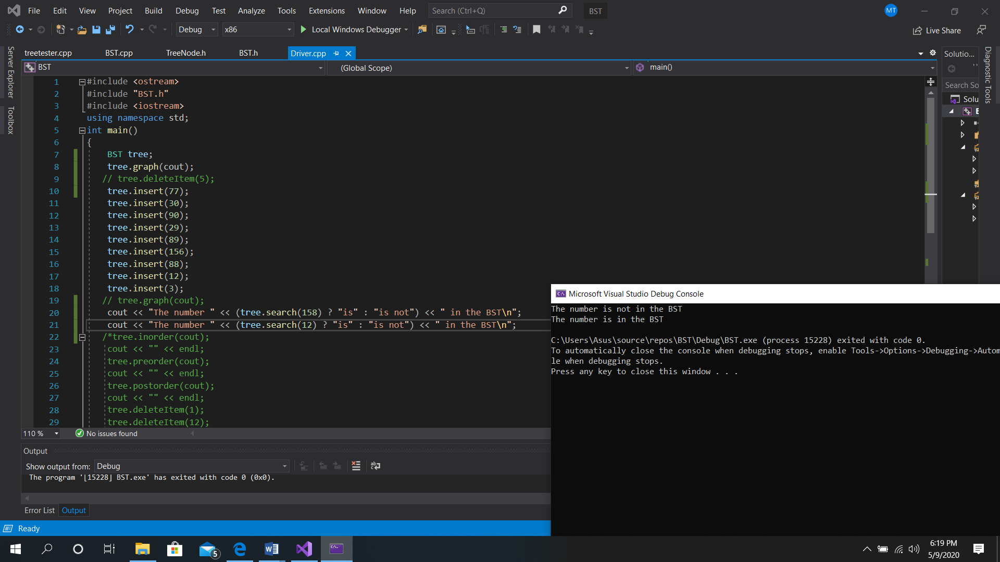 File Edit View Project Build Debug Test Analyze Tools Extensions Window Help Search (Ctrl+Q) BST MT
Debug x86 Local Windows Debugger Live Share
treetester.cpp BST.cpp TreeNode.h BST.h Driver.cpp Solutio...
Server Explorer
Toolbox
Diagnostic Tools
BST (Global Scope) main()
Search So
Solu
1 #include <ostream>
2 #include "BST.h"
3 #include <iostream>
4 using namespace std;
5 int main()
6 {
7 BST tree;
8 tree.graph(cout);
9 // tree.deleteItem(5);
10 tree.insert(77);
11 tree.insert(30);
12 tree.insert(90);
13 tree.insert(29);
14 tree.insert(89);
15 tree.insert(156);
16 tree.insert(88);
17 tree.insert(12);
18 tree.insert(3);
19 // tree.graph(cout);
20 cout << "The number " << (tree.search(158) ? "is" : "is not") << " in the BST\n";
21 cout << "The number " << (tree.search(12) ? "is" : "is not") << " in the BST\n";
22 /*tree.inorder(cout);
23 cout << "" << endl;
24 tree.preorder(cout);
25 cout << "" << endl;
26 tree.postorder(cout);
27 cout << "" << endl;
28 tree.deleteItem(1);
29 tree.deleteItem(12);
110 % No issues found
Output
Show output from: Debug
The program '[15228] BST.exe' has exited with code 0 (0x0).
Error List Output
Ready
Microsoft Visual Studio Debug Console
The number is not in the BST
The number is in the BST
C:\Users\Asus\source\repos\BST\Debug\BST.exe (process 15228) exited with code 0.
To automatically close the console when debugging stops, enable Tools->Options->Debugging->Autom
le when debugging stops.
Press any key to close this window . . .
5
6:19 PM
5/9/2020